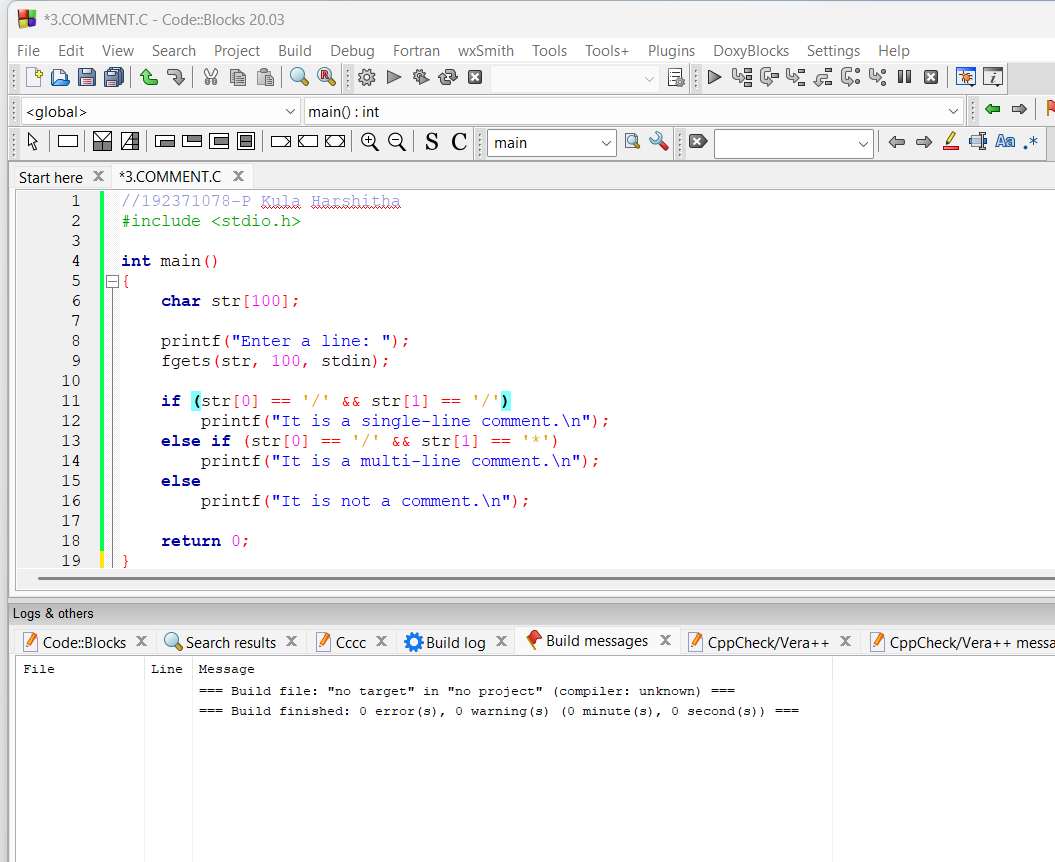 *3.COMMENT.C - Code::Blocks 20.03
File Edit View Search Project Build Debug Fortran wxSmith Tools Tools+ Plugins DoxyBlocks Settings Help
<global> main() : int
S C main Aa .*
Start here *3.COMMENT.C
1 //192371078-P Kula Harshitha
2 #include <stdio.h>
3
4 int main()
5 {
6     char str[100];
7
8     printf("Enter a line: ");
9     fgets(str, 100, stdin);
10
11     if (str[0] == '/' && str[1] == '/')
12         printf("It is a single-line comment.\n");
13     else if (str[0] == '/' && str[1] == '*')
14         printf("It is a multi-line comment.\n");
15     else
16         printf("It is not a comment.\n");
17
18     return 0;
19 }
Logs & others
Code::Blocks Search results Cccc Build log Build messages CppCheck/Vera++ CppCheck/Vera++ messa
File Line Message
=== Build file: "no target" in "no project" (compiler: unknown) ===
=== Build finished: 0 error(s), 0 warning(s) (0 minute(s), 0 second(s)) ===